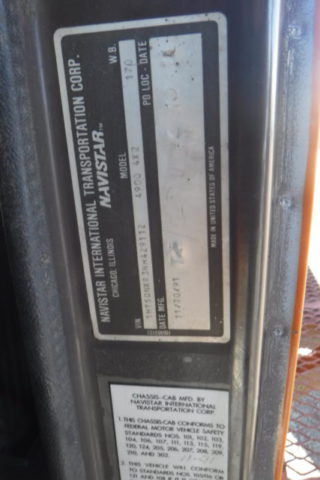 NAVISTAR INTERNATIONAL TRANSPORTATION CORP.
CHICAGO, ILLINOIS
NAVISTAR
VIN MODEL W.B.
4900 4X2 170
DATE MFG. PD LOC - DATE
11/20/91
MADE IN UNITED STATES OF AMERICA
CHASSIS-CAB MFD. BY
NAVISTAR INTERNATIONAL
TRANSPORTATION CORP.
1. THIS CHASSIS-CAB CONFORMS TO
FEDERAL MOTOR VEHICLE SAFETY
STANDARDS NOS. 101, 102, 103,
104, 106, 107, 111, 113, 115, 119
120, 124, 205, 206, 207, 208, 209,
210, AND 302.
2. THIS VEHICLE WILL CONFORM
TO STANDARDS NOS.